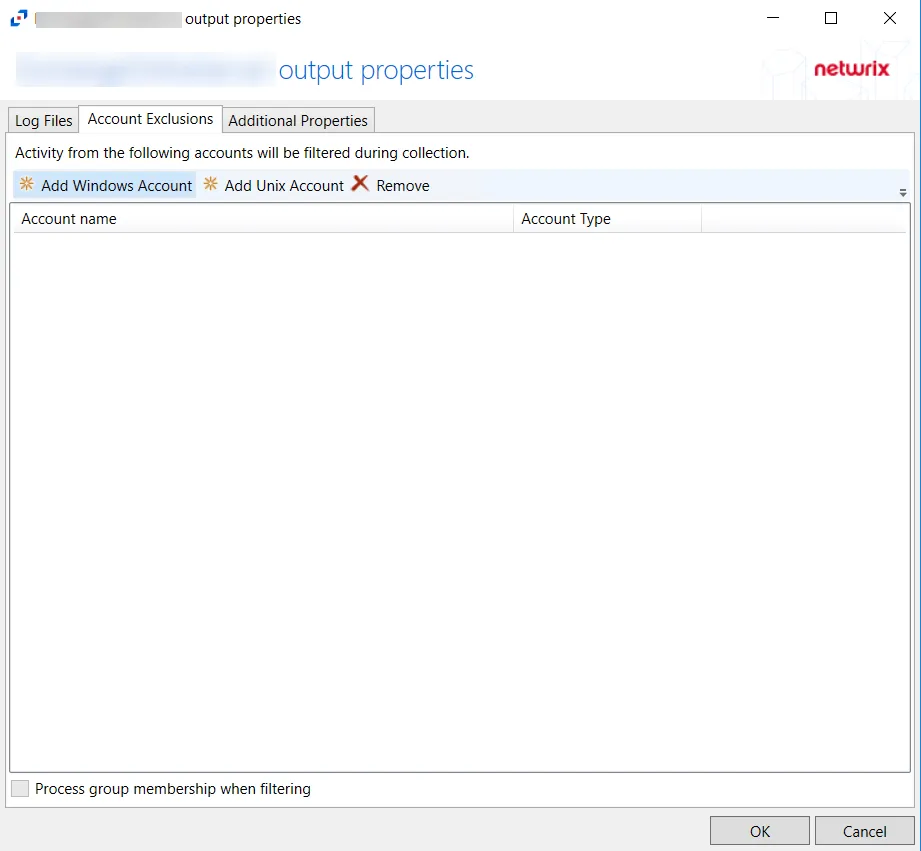 output properties
output properties
netwrix
Log Files Account Exclusions Additional Properties
Activity from the following accounts will be filtered during collection.
Add Windows Account Add Unix Account Remove
Account name Account Type
Process group membership when filtering
OK Cancel